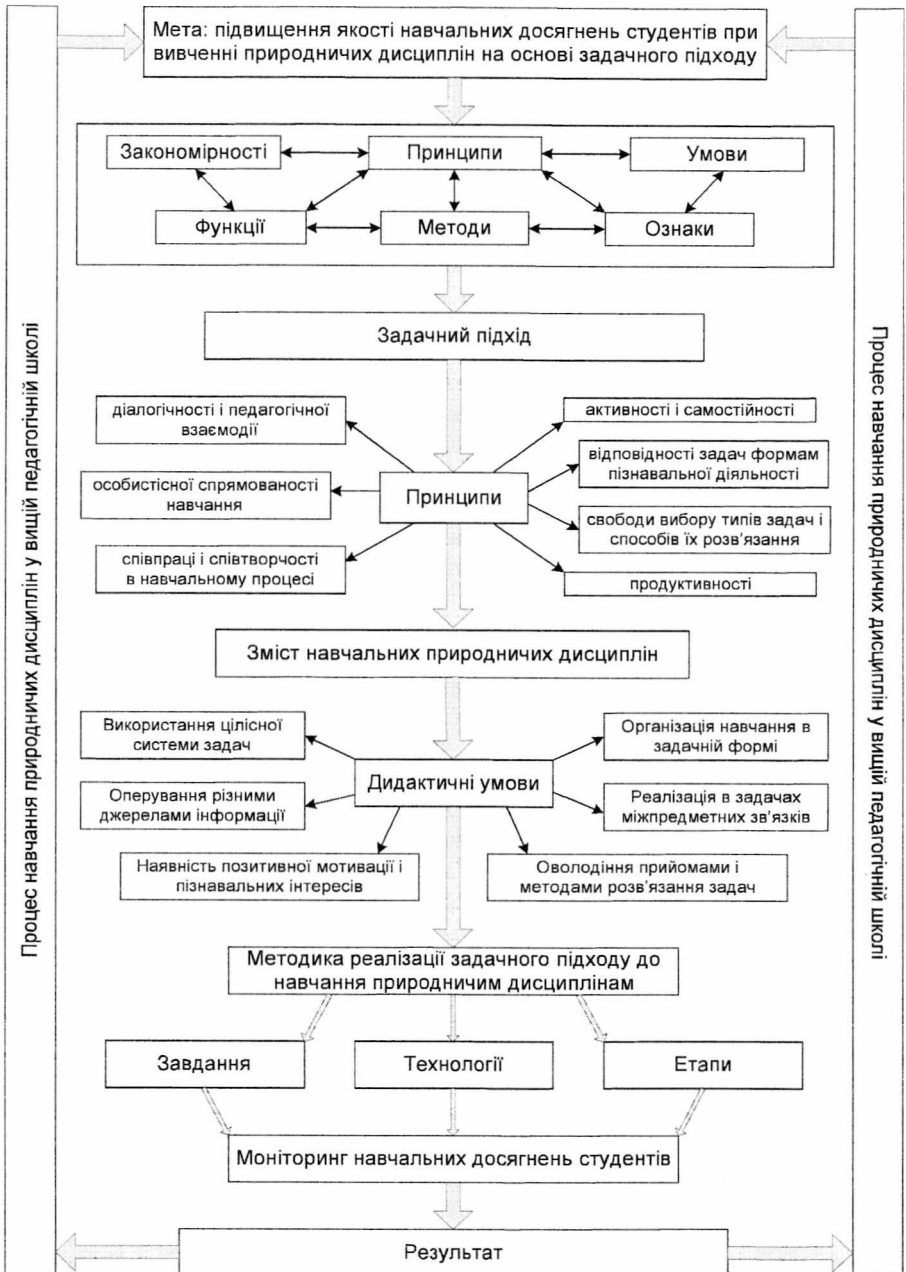 Мета: підвищення якості навчальних досягнень студентів при
вивченні природничих дисциплін на основі задачного підходу
Закономірності
Принципи
Умови
Функції
Методи
Ознаки
Задачний підхід
діалогічності і педагогічної
взаємодії
активності і самостійності
особистісної спрямованості
навчання
Принципи
відповідності задач формам
пізнавальної діяльності
співпраці і співтворчості
в навчальному процесі
свободи вибору типів задач і
способів їх розв'язання
продуктивності
Зміст навчальних природничих дисциплін
Використання цілісної
системи задач
Організація навчання в
задачній формі
Дидактичні умови
Оперування різними
джерелами інформації
Реалізація в задачах
міжпредметних зв'язків
Наявність позитивної мотивації і
пізнавальних інтересів
Оволодіння прийомами і
методами розв'язання задач
Методика реалізації задачного підходу до
навчання природничим дисциплінам
Завдання
Технології
Етапи
Моніторинг навчальних досягнень студентів
Результат
Процес навчання природничих дисциплін у вищій педагогічній школі
Процес навчання природничих дисциплін у вищій педагогічній школі